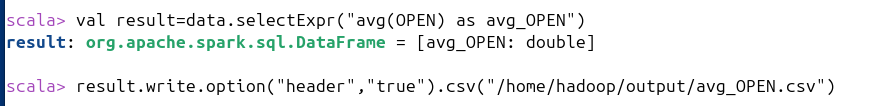 scala> val result=data.selectExpr("avg(OPEN) as avg_OPEN")
result: org.apache.spark.sql.DataFrame = [avg_OPEN: double]
scala> result.write.option("header","true").csv("/home/hadoop/output/avg_OPEN.csv")